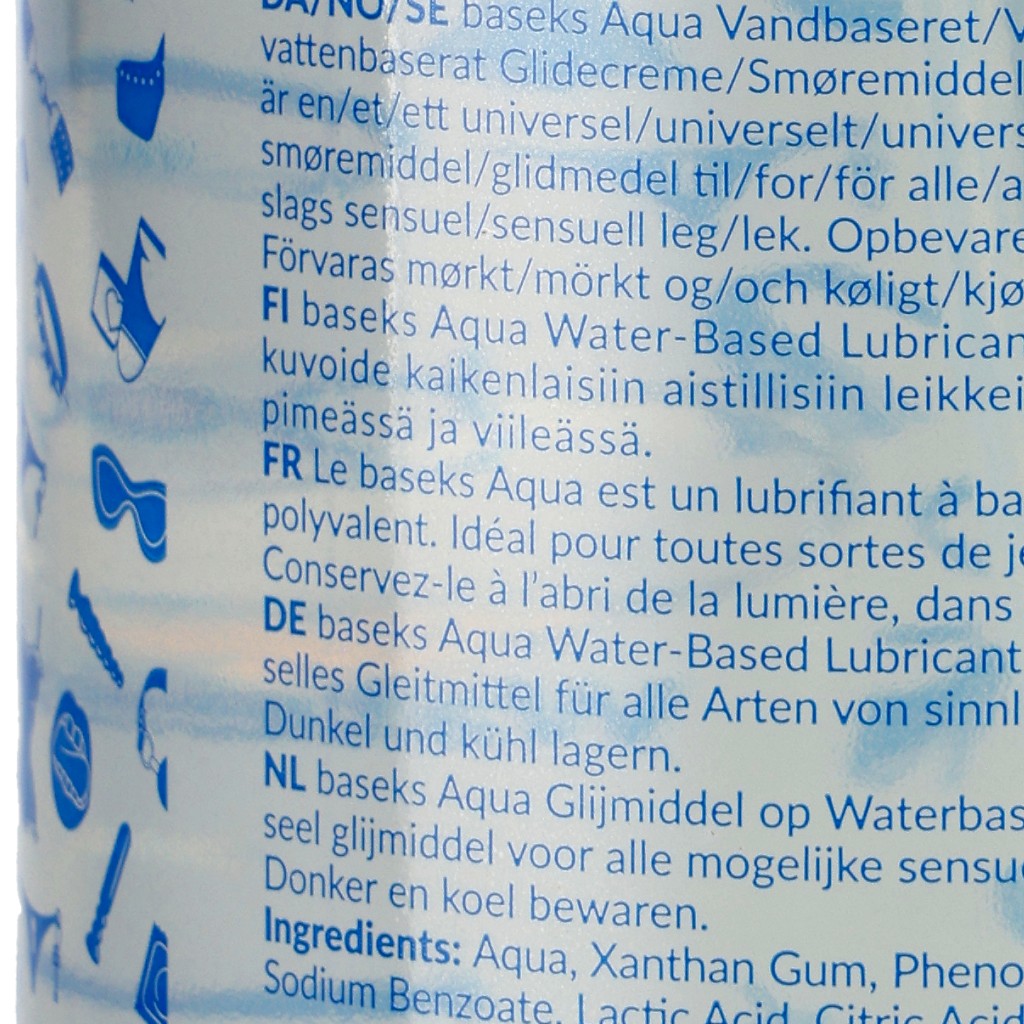 DA/NO/SE baseks Aqua Vandbaseret/
vattenbaserat Glidecreme/Smøremiddel
är en/et/ett universel/universelt/univers
smøremiddel/glidmedel til/for/för alle/a
slags sensuel/sensuell leg/lek. Opbevare
Förvaras mørkt/mörkt og/och køligt/kjø
FI baseks Aqua Water-Based Lubrican
kuvoide kaikenlaisiin aistillisiin leikkei
pimeässä ja viileässä.
FR Le baseks Aqua est un lubrifiant à ba
polyvalent. Idéal pour toutes sortes de j
Conservez-le à l'abri de la lumière, dans
DE baseks Aqua Water-Based Lubricant
selles Gleitmittel für alle Arten von sinnl
Dunkel und kühl lagern.
NL baseks Aqua Glijmiddel op Waterbas
seel glijmiddel voor alle mogelijke sensu
Donker en koel bewaren.
Ingredients: Aqua, Xanthan Gum, Pheno
Sodium Benzoate, Lactic Acid, Citric Acid